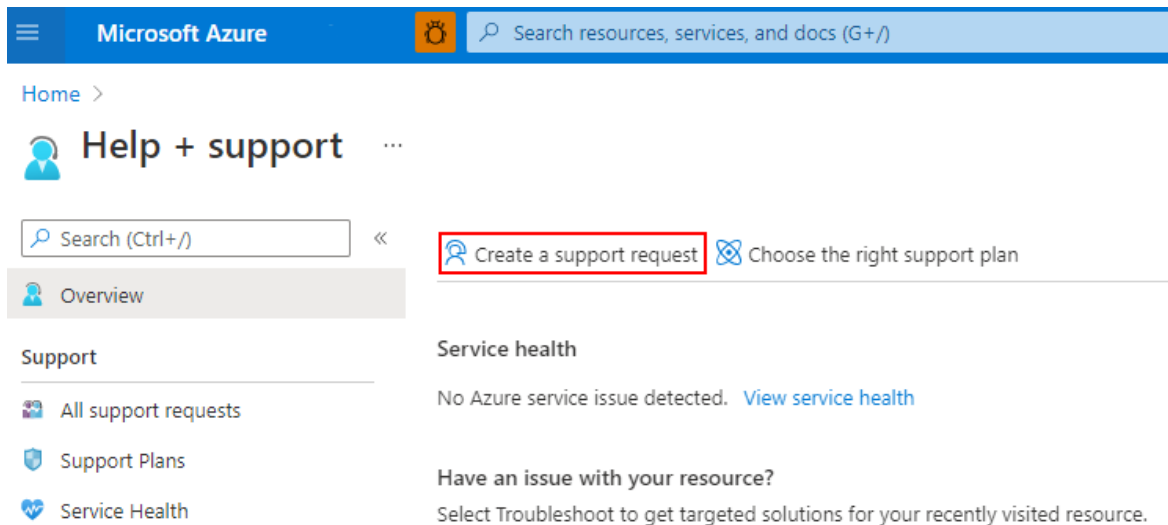 Microsoft Azure
Search resources, services, and docs (G+/)
Home >
Help + support ...
Search (Ctrl+/) «
Create a support request Choose the right support plan
Overview
Support
All support requests
Support Plans
Service Health
Service health
No Azure service issue detected. View service health
Have an issue with your resource?
Select Troubleshoot to get targeted solutions for your recently visited resource.